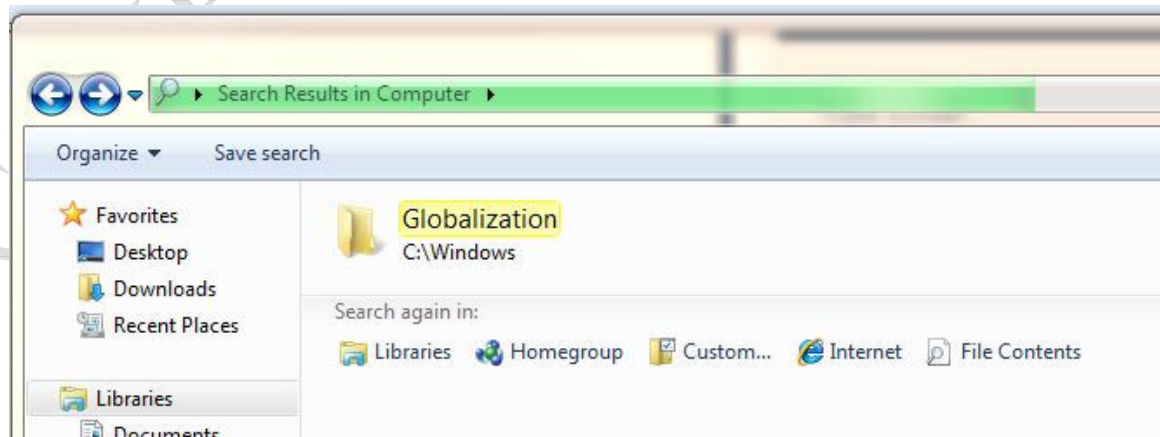 Search Results in Computer
Organize Save search
Favorites
Desktop
Downloads
Recent Places
Libraries
Documents
Globalization
C:\Windows
Search again in:
Libraries Homegroup Custom... Internet File Contents